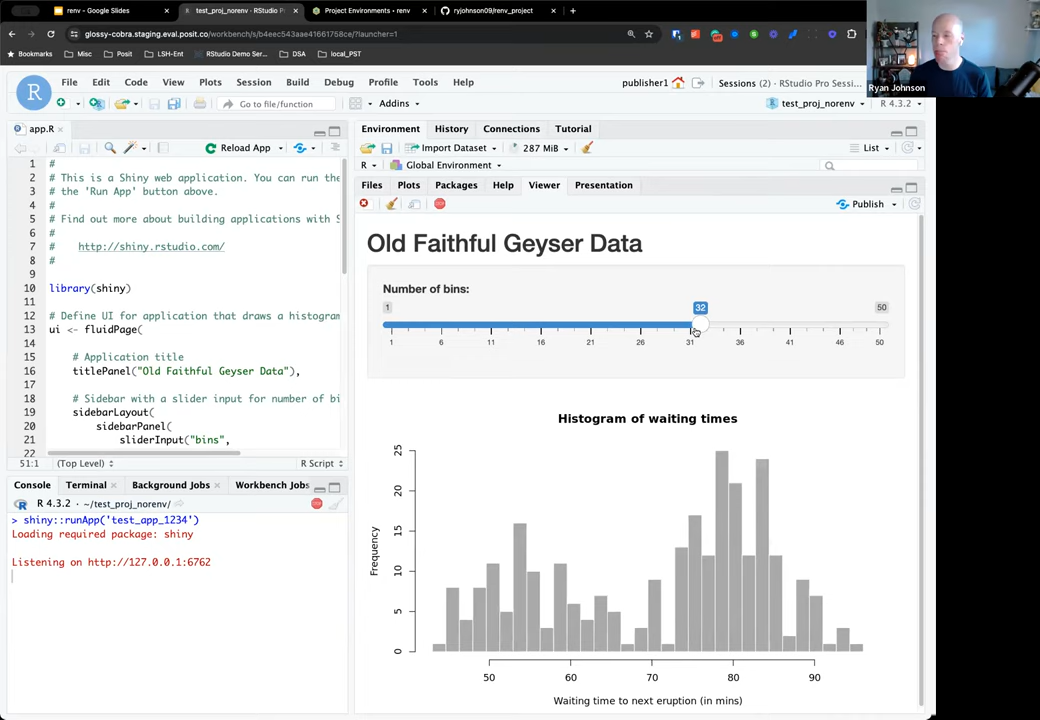 renv - Google Slides
test_proj_norenv - RStudio P
Project Environments • renv
ryjohnson09/renv_project
glossy-cobra.staging.eval.posit.co/workbench/s/b4eec543aae41661758ce/?launcher=1
Bookmarks
Misc
Posit
LSH-Ent
RStudio Demo Ser...
DSA
local_PST
Ryan Johnson
R
File
Edit
Code
View
Plots
Session
Build
Debug
Profile
Tools
Help
publisher1
Sessions (2)
RStudio Pro Sessi...
Go to file/function
Addins
test_proj_norenv
R 4.3.2
app.R
Reload App
1 #
2 # This is a Shiny web application. You can run the
3 # the 'Run App' button above.
4 #
5 # Find out more about building applications with S
6 #
7 #    http://shiny.rstudio.com/
8 #
9
10 library(shiny)
11
12 # Define UI for application that draws a histogram
13 ui <- fluidPage(
14
15     # Application title
16     titlePanel("Old Faithful Geyser Data"),
17
18     # Sidebar with a slider input for number of bi
19     sidebarLayout(
20         sidebarPanel(
21             sliderInput("bins",
22
51:1
(Top Level)
R Script
Console
Terminal
Background Jobs
Workbench Jobs
R 4.3.2 · ~/test_proj_norenv/
> shiny::runApp('test_app_1234')
Loading required package: shiny
Listening on http://127.0.0.1:6762
Environment
History
Connections
Tutorial
Import Dataset
287 MiB
List
R
Global Environment
Files
Plots
Packages
Help
Viewer
Presentation
Publish
Old Faithful Geyser Data
Number of bins:
1
32
50
1 6 11 16 21 26 31 36 41 46 50
Histogram of waiting times
Frequency
25
20
15
10
5
0
50 60 70 80 90
Waiting time to next eruption (in mins)